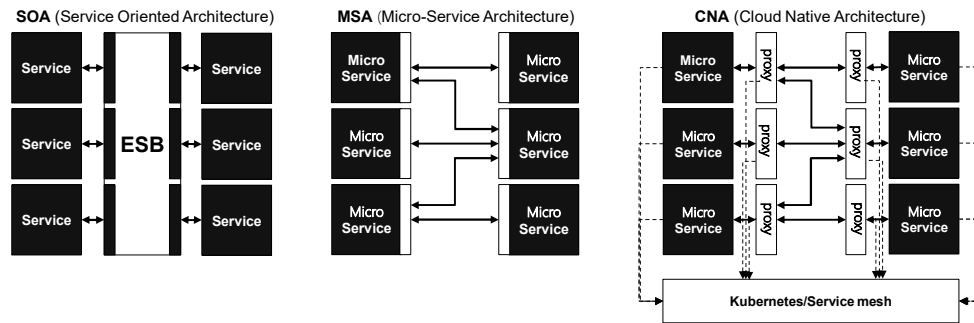 SOA (Service Oriented Architecture)
Service
Service
Service
ESB
Service
Service
Service
MSA (Micro-Service Architecture)
Micro
Service
Micro
Service
Micro
Service
Micro
Service
Micro
Service
Micro
Service
CNA (Cloud Native Architecture)
Micro
Service
proxy
proxy
Micro
Service
Micro
Service
proxy
proxy
Micro
Service
Micro
Service
proxy
proxy
Micro
Service
Kubernetes/Service mesh